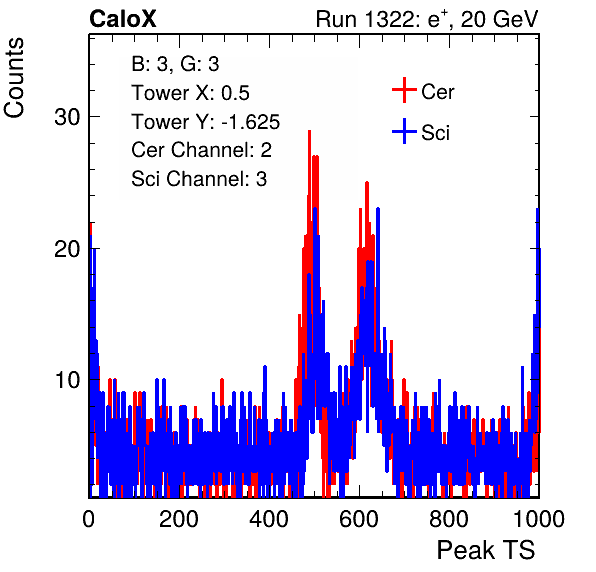 CaloX Run 1322: e⁺, 20 GeV
Counts
B: 3, G: 3
Tower X: 0.5
Tower Y: -1.625
Cer Channel: 2
Sci Channel: 3
Cer
Sci
30
20
10
0 200 400 600 800 1000
Peak TS